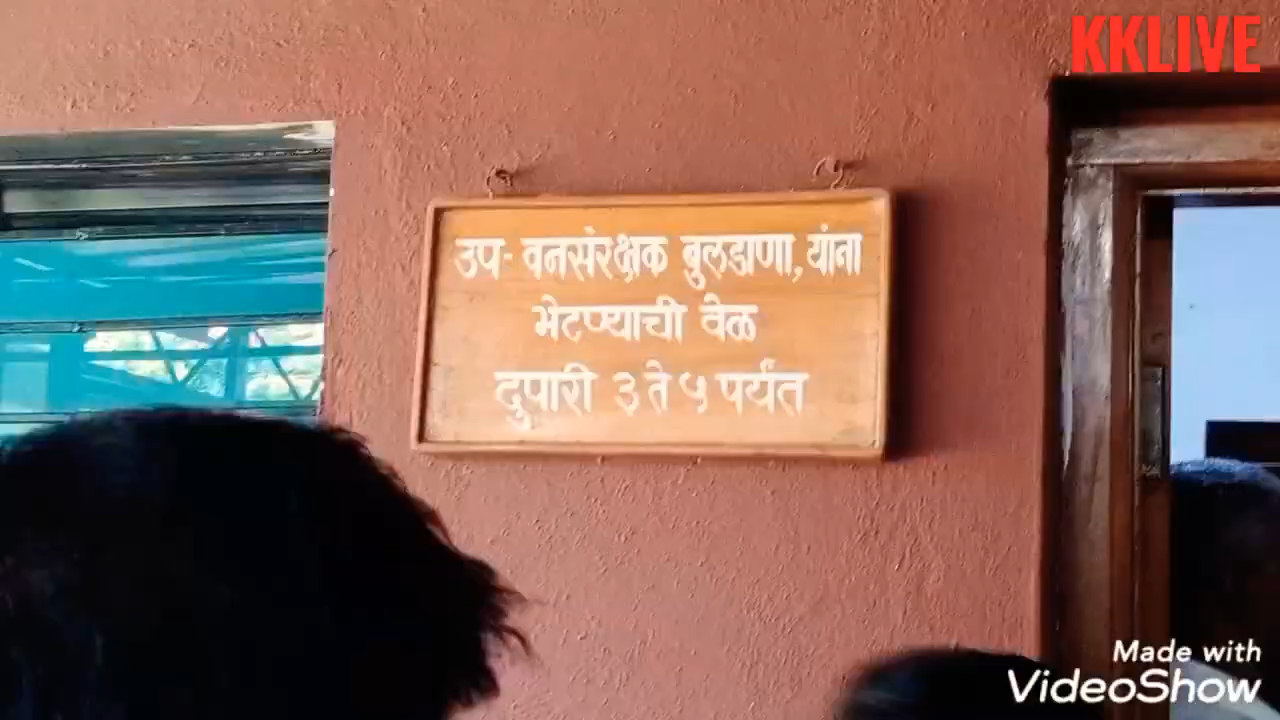 KKLIVE
उप- वनसंरक्षक बुलडाणा, यांना
भेटण्याची वेळ
दुपारी ३ ते ५ पर्यंत
Made with
VideoShow